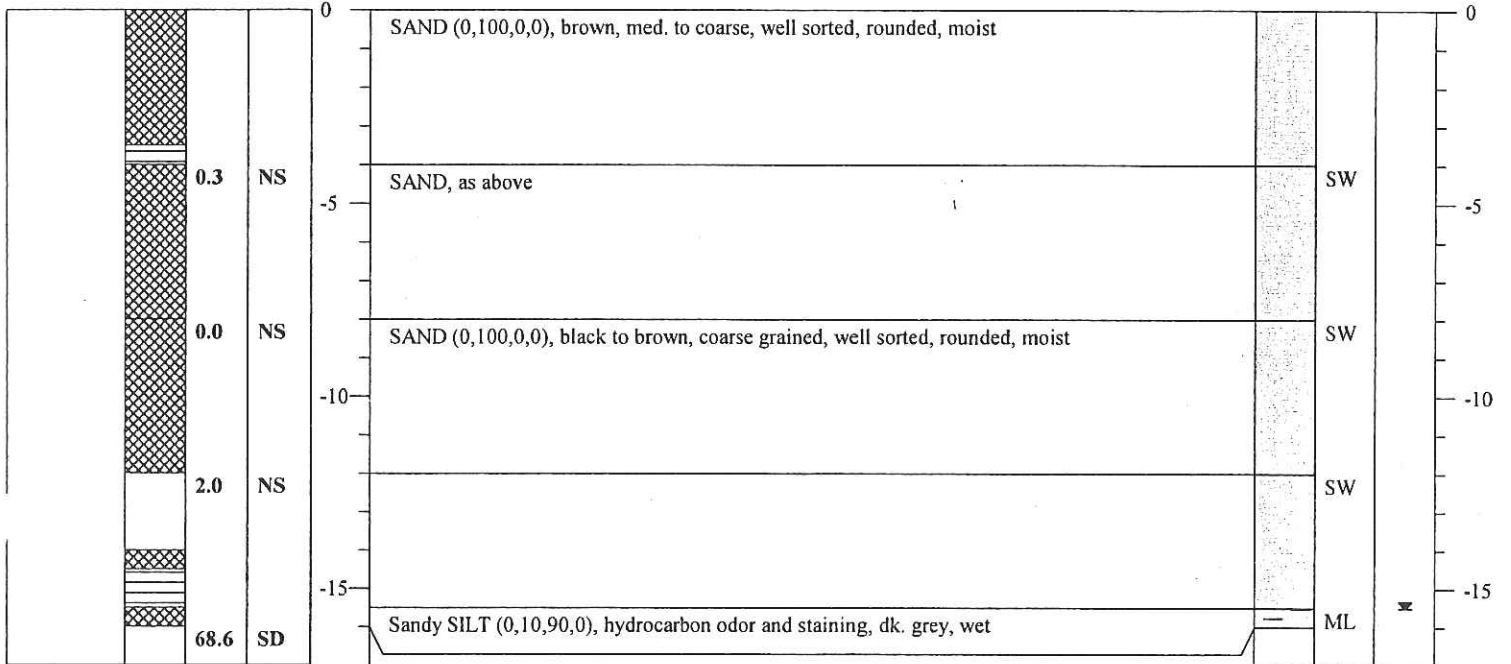 0 0
SAND (0,100,0,0), brown, med. to coarse, well sorted, rounded, moist
0.3 NS SAND, as above SW
-5 -5
0.0 NS SAND (0,100,0,0), black to brown, coarse grained, well sorted, rounded, moist SW
-10 -10
2.0 NS SW
-15 -15
Sandy SILT (0,10,90,0), hydrocarbon odor and staining, dk. grey, wet ML
68.6 SD